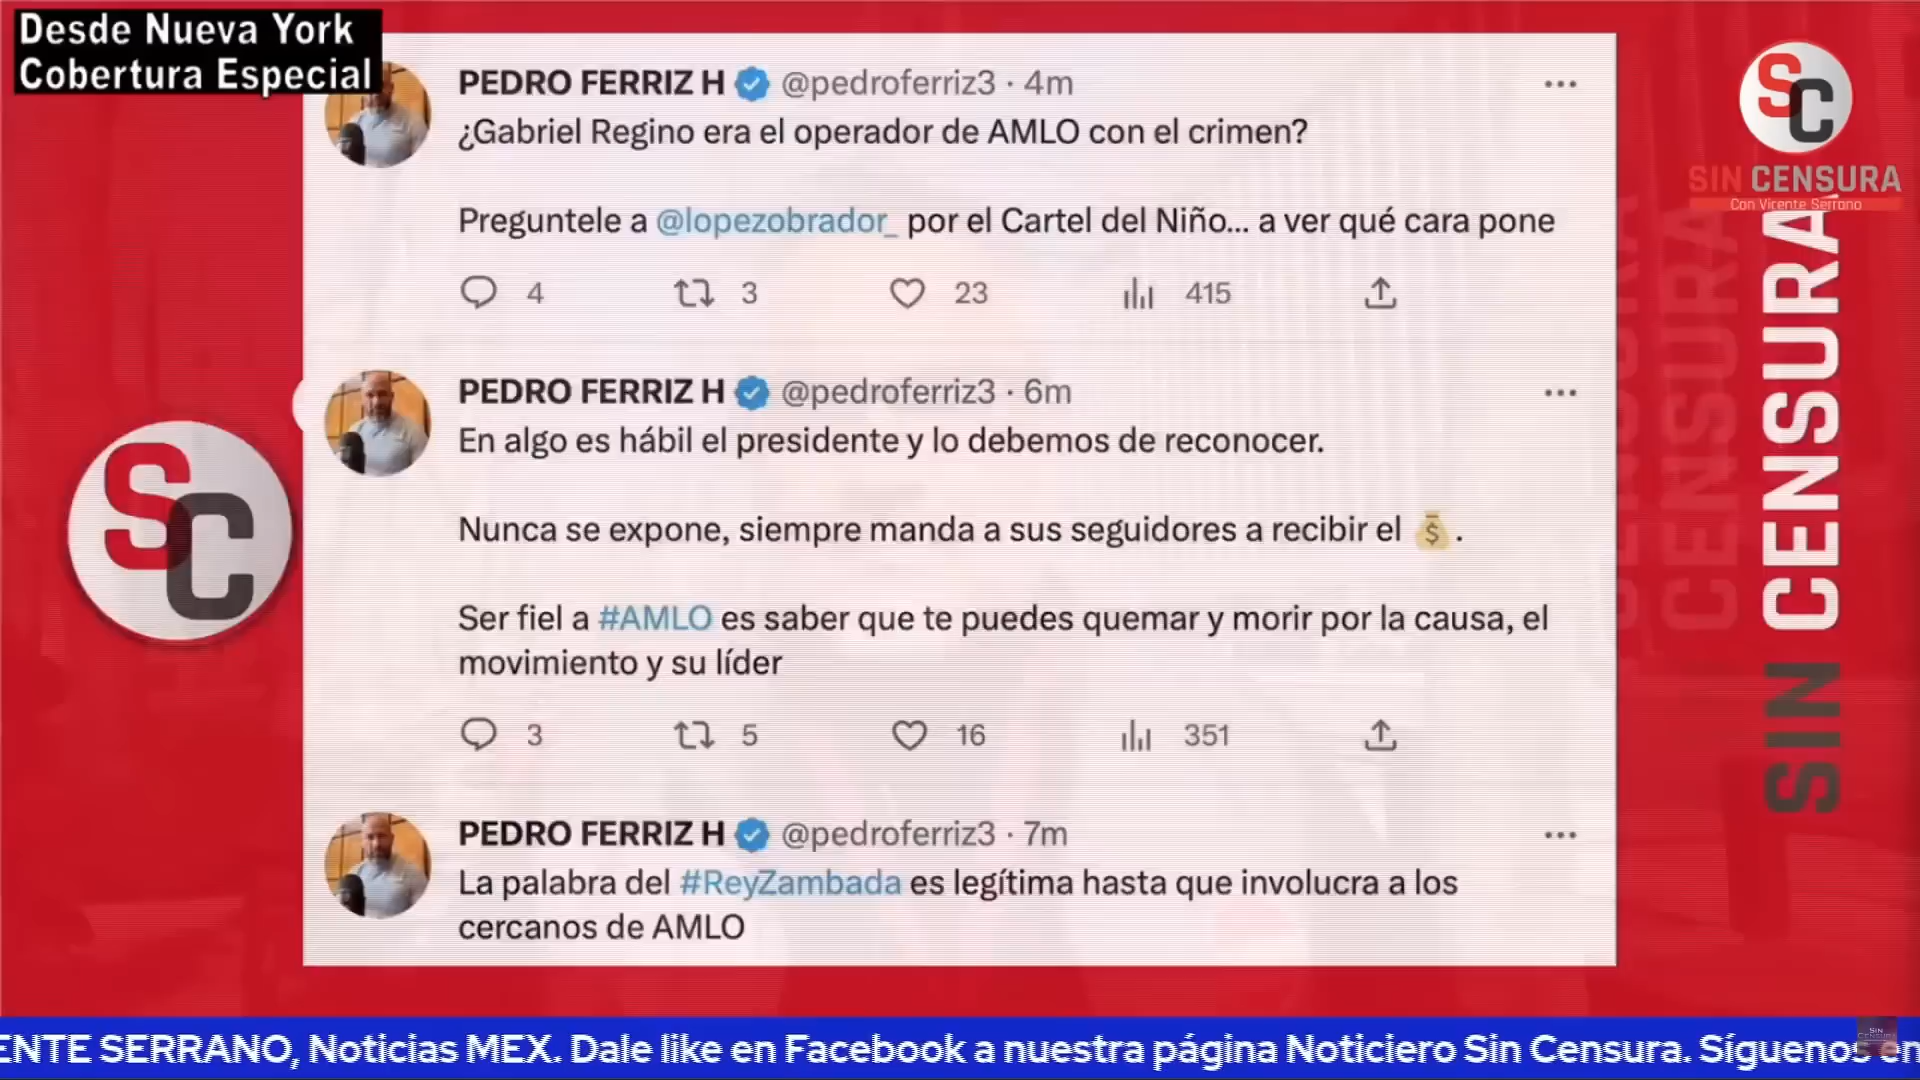 Desde Nueva York
Cobertura Especial
PEDRO FERRIZ H @pedroferriz3 · 4m
¿Gabriel Regino era el operador de AMLO con el crimen?
Preguntele a @lopezobrador_ por el Cartel del Niño... a ver qué cara pone
4 3 23 415
PEDRO FERRIZ H @pedroferriz3 · 6m
En algo es hábil el presidente y lo debemos de reconocer.
Nunca se expone, siempre manda a sus seguidores a recibir el 💰.
Ser fiel a #AMLO es saber que te puedes quemar y morir por la causa, el
movimiento y su líder
3 5 16 351
PEDRO FERRIZ H @pedroferriz3 · 7m
La palabra del #ReyZambada es legítima hasta que involucra a los
cercanos de AMLO
SC
SC
SIN CENSURA
Con Vicente Serrano
SIN CENSURA
CENSURA
ENTE SERRANO, Noticias MEX. Dale like en Facebook a nuestra página Noticiero Sin Censura. Síguenos en